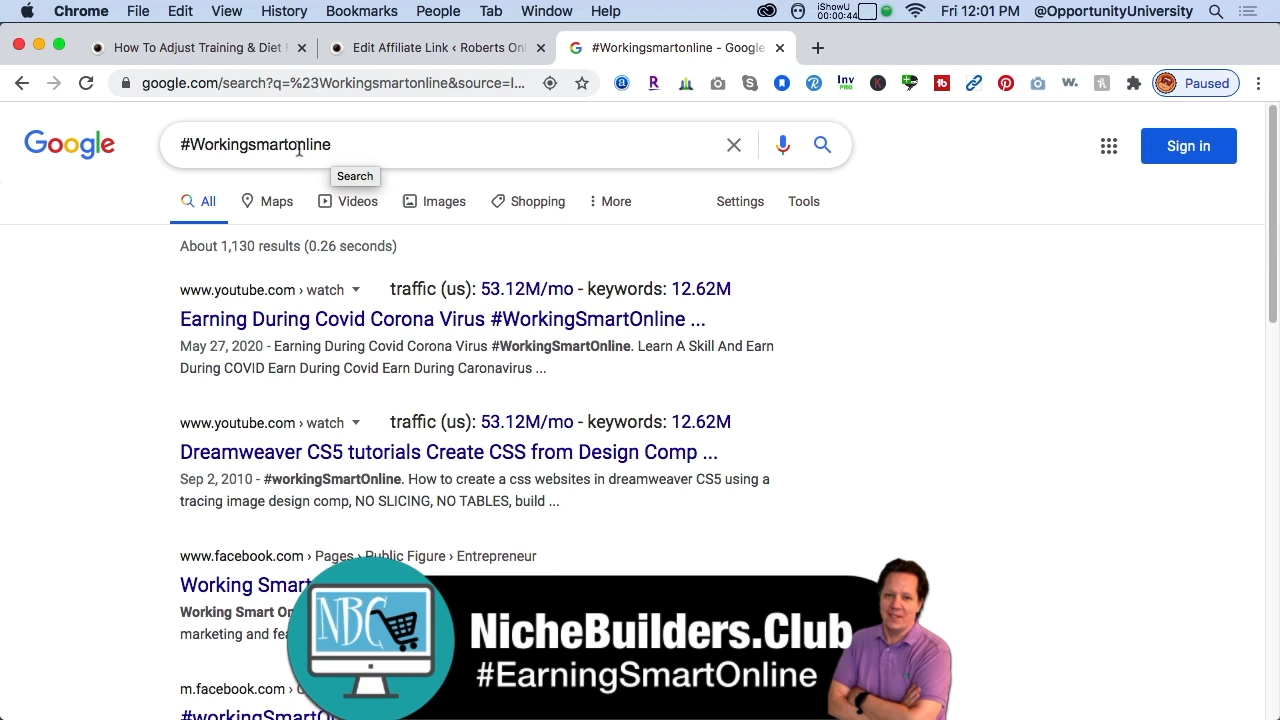 Chrome File Edit View History Bookmarks People Tab Window Help iShowU 00:00:44 Fri 12:01 PM @OpportunityUniversity
How To Adjust Training & Diet
Edit Affiliate Link ‹ Roberts Onl
#Workingsmartonline - Google
google.com/search?q=%23Workingsmartonline&source=l... Paused
Google
#Workingsmartonline
Sign in
Search
All Maps Videos Images Shopping More Settings Tools
About 1,130 results (0.26 seconds)
www.youtube.com › watch traffic (us): 53.12M/mo - keywords: 12.62M
Earning During Covid Corona Virus #WorkingSmartOnline ...
May 27, 2020 - Earning During Covid Corona Virus #WorkingSmartOnline. Learn A Skill And Earn
During COVID Earn During Covid Earn During Caronavirus ...
www.youtube.com › watch traffic (us): 53.12M/mo - keywords: 12.62M
Dreamweaver CS5 tutorials Create CSS from Design Comp ...
Sep 2, 2010 - #workingSmartOnline. How to create a css websites in dreamweaver CS5 using a
tracing image design comp, NO SLICING, NO TABLES, build ...
www.facebook.com › Pages › Public Figure › Entrepreneur
Working Smart
Working Smart On
marketing and fea
m.facebook.com ›
#workingSmartO
NBC
NicheBuilders.Club
#EarningSmartOnline